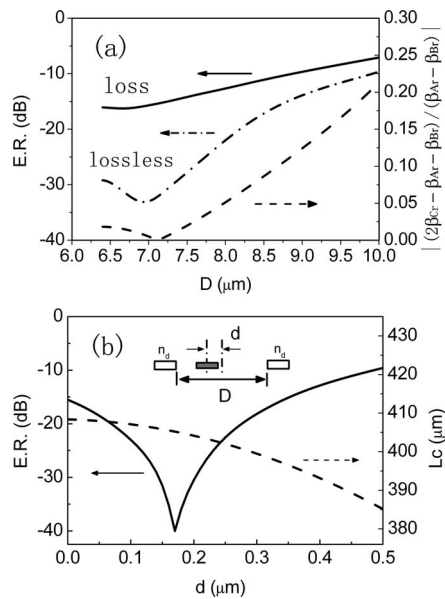 (a)
loss
lossless
0
-10
-20
-30
-40
E.R. (dB)
6.0 6.5 7.0 7.5 8.0 8.5 9.0 9.5 10.0
D (μm)
0.30
0.25
0.20
0.15
0.10
0.05
0.00
| (2βCr − βAr − βBr) / (βAr − βBr) |
(b)
n_d d n_d
D
0
-10
-20
-30
-40
E.R. (dB)
0.0 0.1 0.2 0.3 0.4 0.5
d (μm)
430
420
410
400
390
380
Lc (μm)